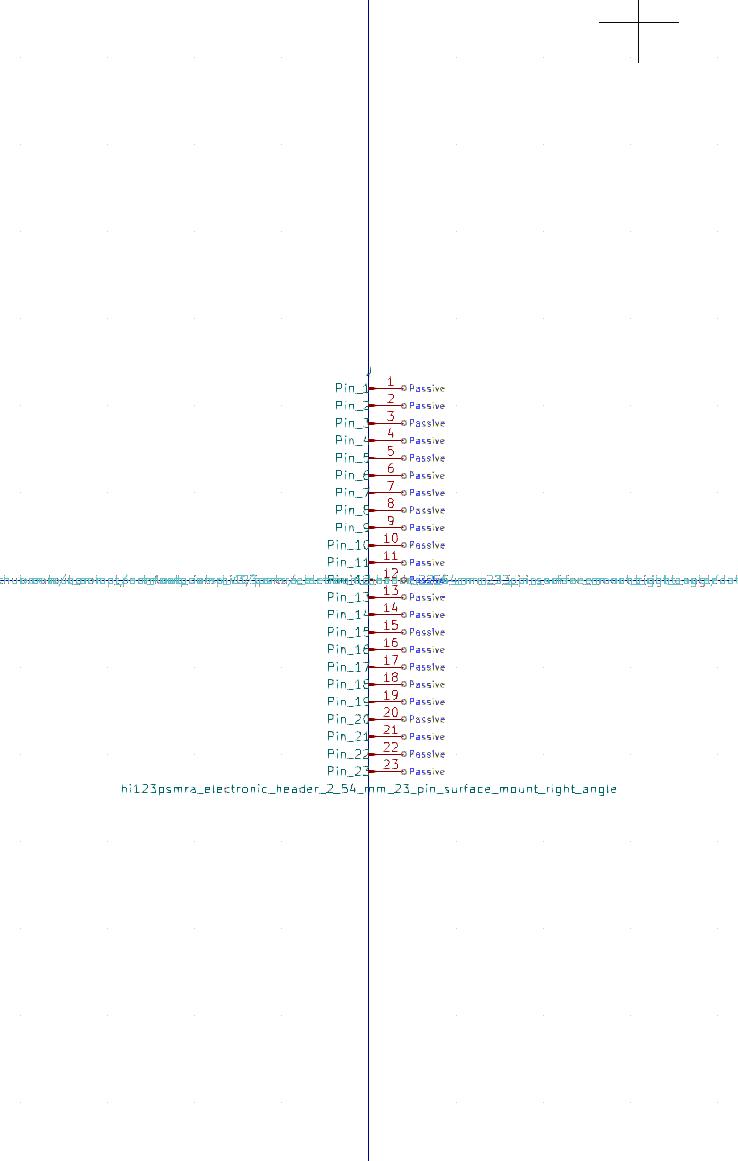 J
Pin_1 1 Passive
Pin_2 2 Passive
Pin_3 3 Passive
Pin_4 4 Passive
Pin_5 5 Passive
Pin_6 6 Passive
Pin_7 7 Passive
Pin_8 8 Passive
Pin_9 9 Passive
Pin_10 10 Passive
Pin_11 11 Passive
12
Pin_13 13 Passive
Pin_14 14 Passive
Pin_15 15 Passive
Pin_16 16 Passive
Pin_17 17 Passive
Pin_18 18 Passive
Pin_19 19 Passive
Pin_20 20 Passive
Pin_21 21 Passive
Pin_22 22 Passive
Pin_23 23 Passive
hi123psmra_electronic_header_2_54_mm_23_pin_surface_mount_right_angle